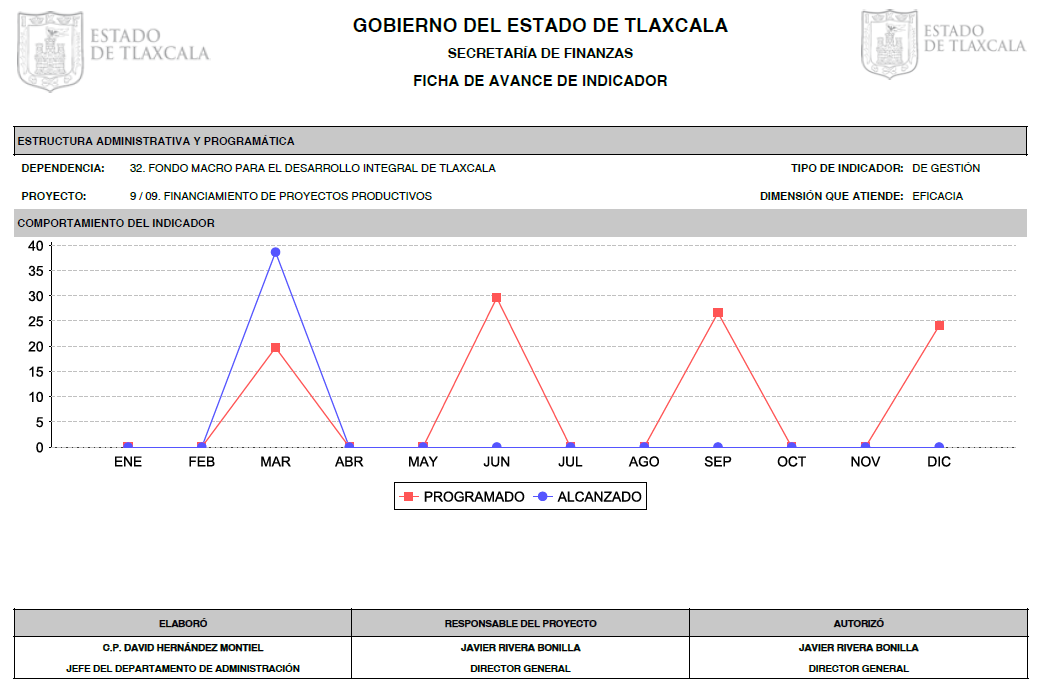 ESTADO
DE TLAXCALA
GOBIERNO DEL ESTADO DE TLAXCALA
SECRETARÍA DE FINANZAS
FICHA DE AVANCE DE INDICADOR
ESTADO
DE TLAXCALA
ESTRUCTURA ADMINISTRATIVA Y PROGRAMÁTICA
DEPENDENCIA: 32. FONDO MACRO PARA EL DESARROLLO INTEGRAL DE TLAXCALA TIPO DE INDICADOR: DE GESTIÓN
PROYECTO: 9 / 09. FINANCIAMIENTO DE PROYECTOS PRODUCTIVOS DIMENSIÓN QUE ATIENDE: EFICACIA
COMPORTAMIENTO DEL INDICADOR
40
35
30
25
20
15
10
5
0
ENE FEB MAR ABR MAY JUN JUL AGO SEP OCT NOV DIC
PROGRAMADO ALCANZADO
ELABORÓ RESPONSABLE DEL PROYECTO AUTORIZÓ
C.P. DAVID HERNÁNDEZ MONTIEL JAVIER RIVERA BONILLA JAVIER RIVERA BONILLA
JEFE DEL DEPARTAMENTO DE ADMINISTRACIÓN DIRECTOR GENERAL DIRECTOR GENERAL